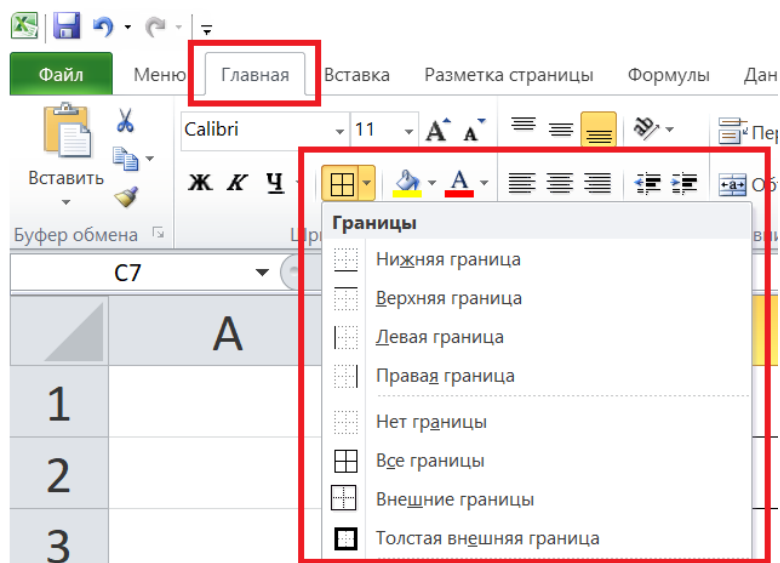 Файл Меню Главная Вставка Разметка страницы Формулы
Calibri 11 A A
Вставить Ж К Ч A a
Буфер обмена
Границы
C7
Нижняя граница
Верхняя граница
A
Левая граница
Правая граница
1
Нет границы
Все границы
2
Внешние границы
Толстая внешняя граница
3